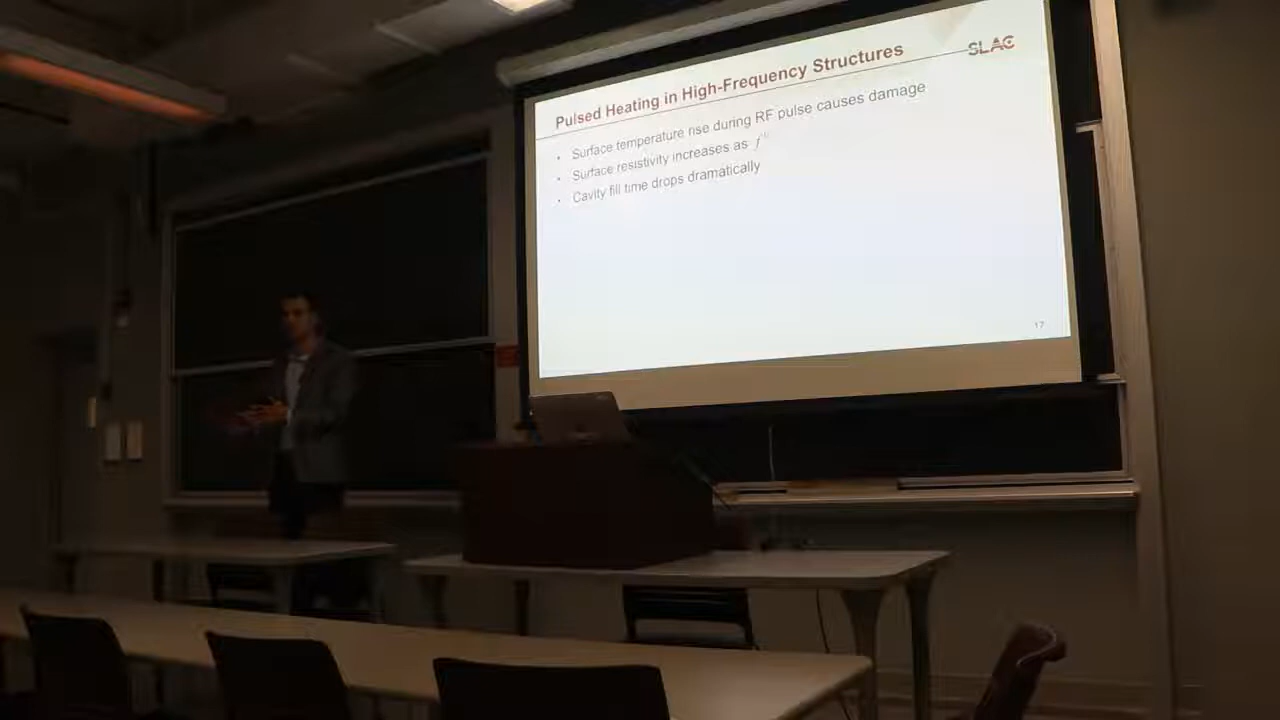 Pulsed Heating in High-Frequency Structures
SLAC
• Surface temperature rise during RF pulse causes damage
• Surface resistivity increases as f
• Cavity fill time drops dramatically
17